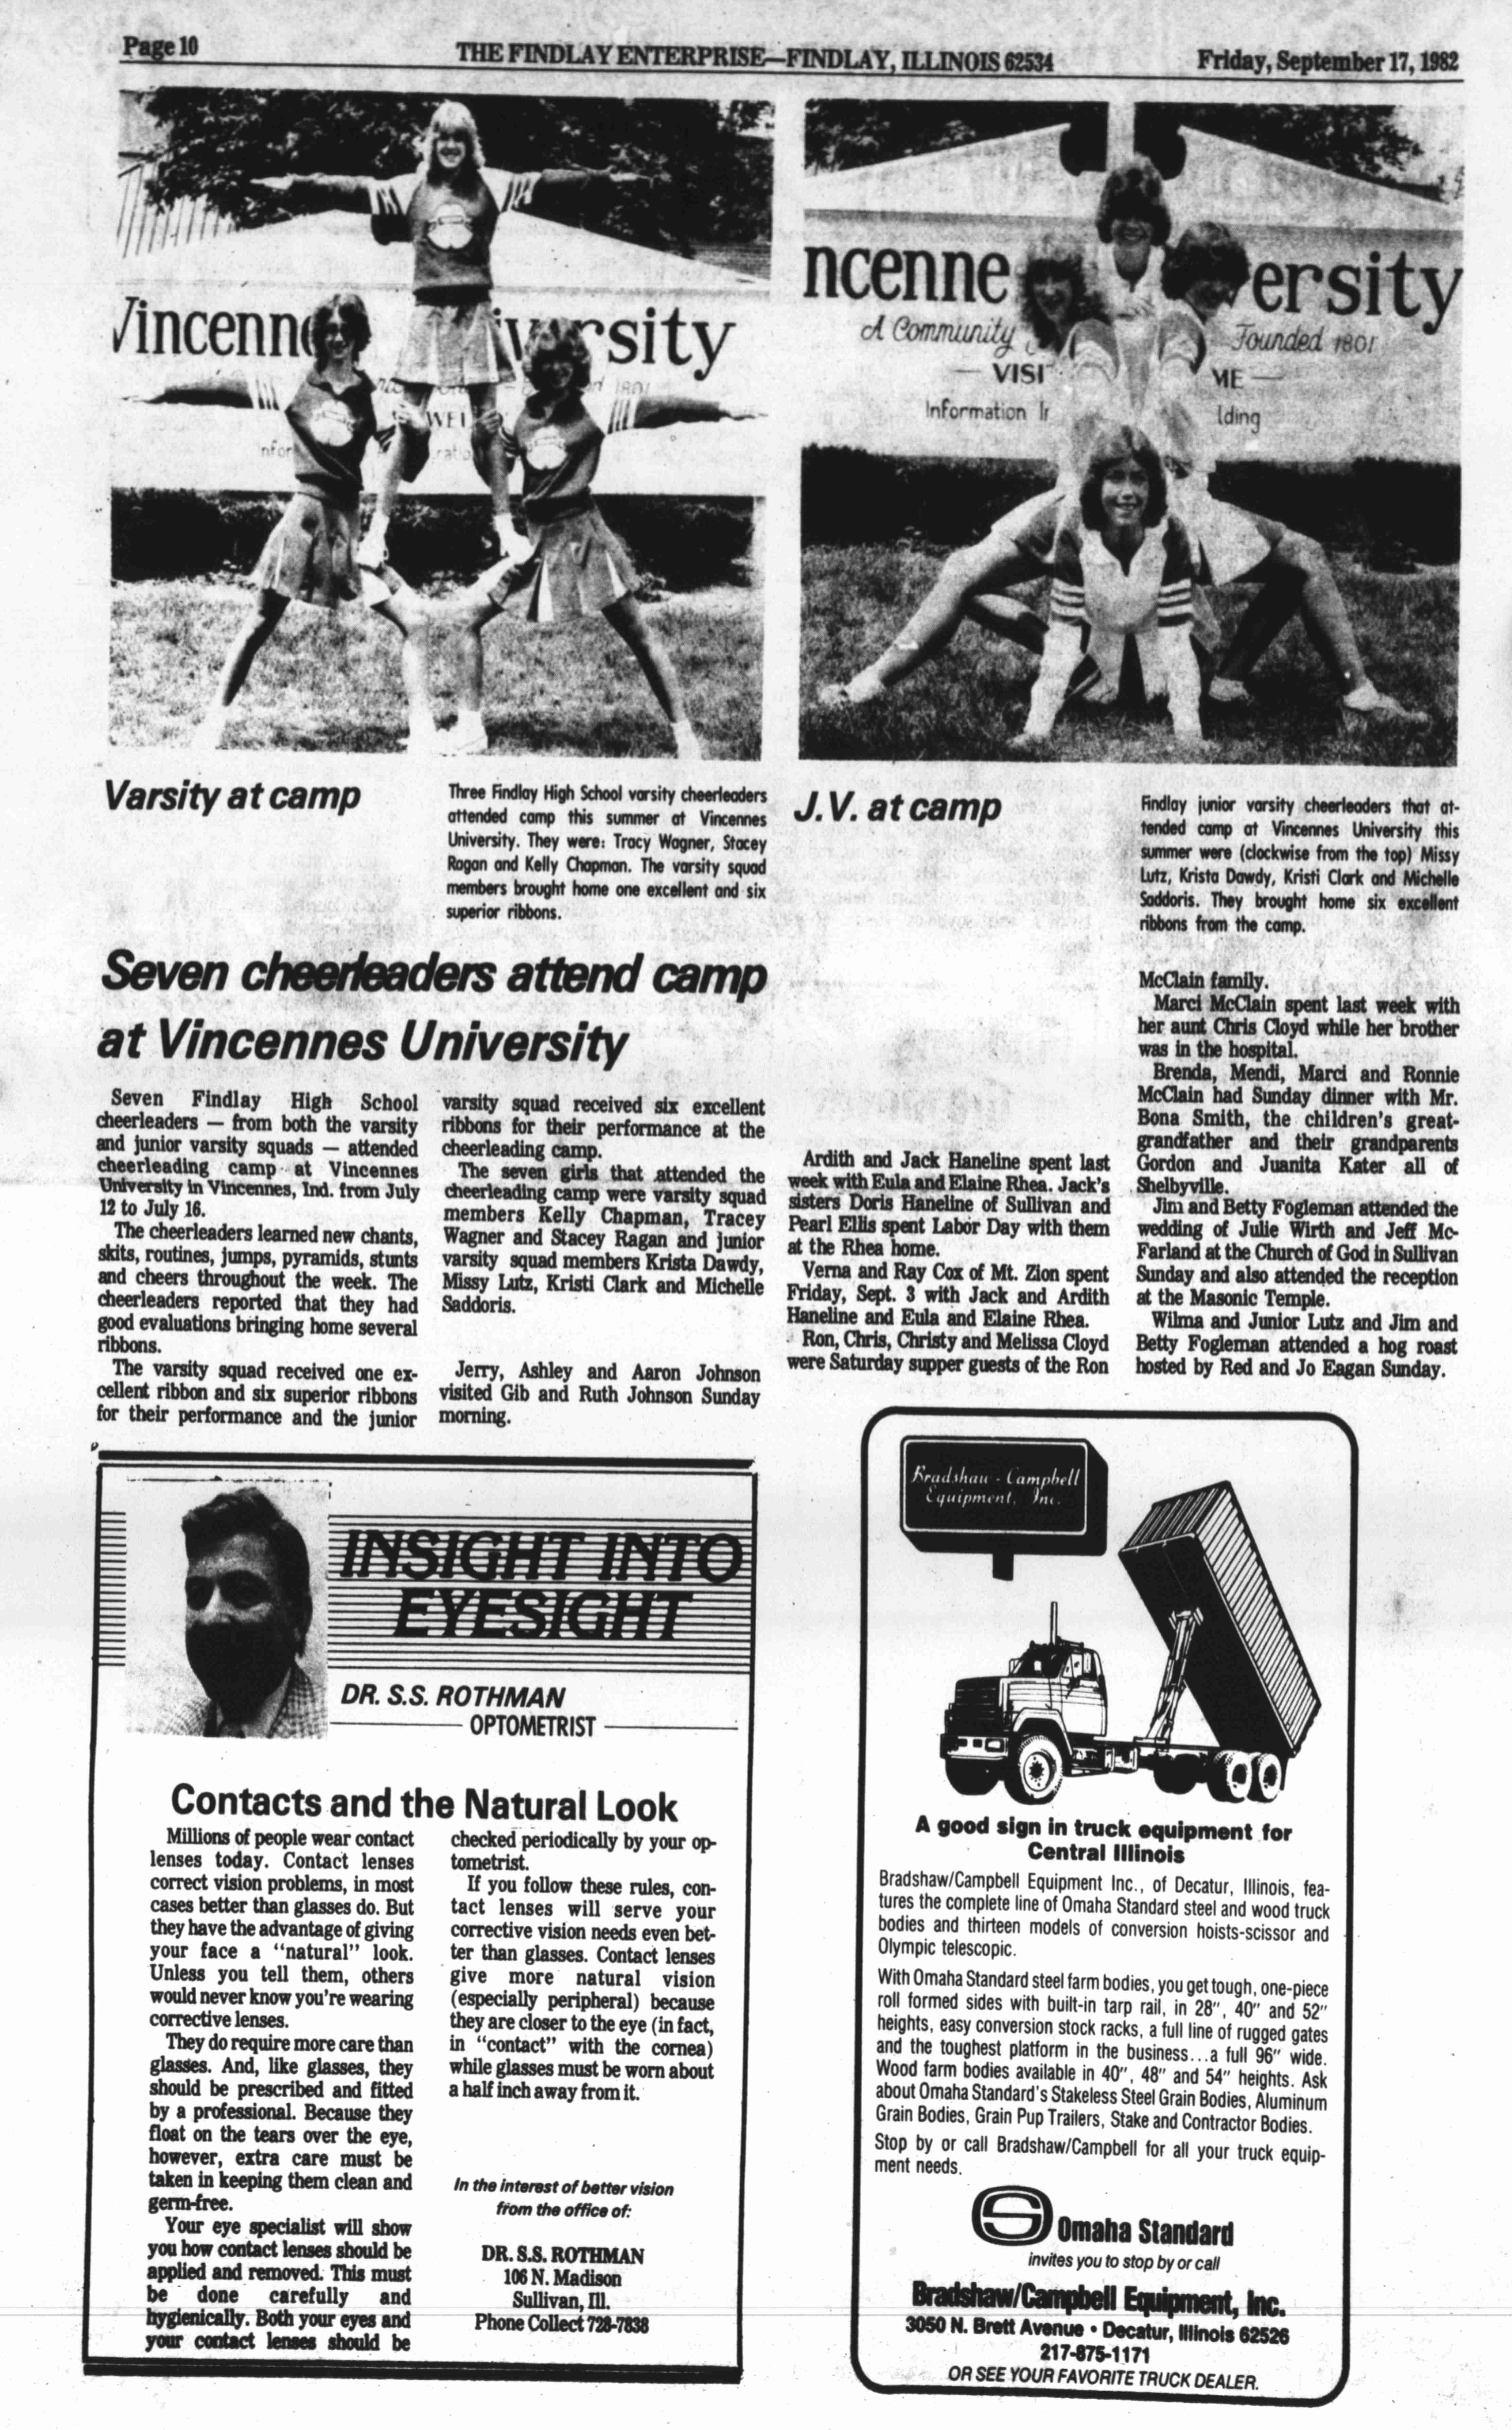 Page 10
THE FINDLAY ENTERPRISE—FINDLAY, ILLINOIS 62534
Friday, September 17, 1982
Varsity at camp
Three Findlay High School varsity cheerleaders
attended camp this summer at Vincennes
University. They were: Tracy Wagner, Stacey
Ragan and Kelly Chapman. The varsity squad
members brought home one excellent and six
superior ribbons.
ncenne
ersity
A Community
Founded 1801
VISI
ME —
Information
lding
J.V. at camp
Findlay junior varsity cheerleaders that at-
tended camp at Vincennes University this
summer were (clockwise from the top) Missy
Lutz, Krista Dawdy, Kristi Clark and Michelle
Saddoris. They brought home six excellent
ribbons from the camp.
Seven cheerleaders attend camp
at Vincennes University
Seven Findlay High School
cheerleaders — from both the varsity
and junior varsity squads — attended
cheerleading camp at Vincennes
University in Vincennes, Ind. from July
12 to July 16.
The cheerleaders learned new chants,
skits, routines, jumps, pyramids, stunts
and cheers throughout the week. The
cheerleaders reported that they had
good evaluations bringing home several
ribbons.
The varsity squad received one ex-
cellent ribbon and six superior ribbons
for their performance and the junior
varsity squad received six excellent
ribbons for their performance at the
cheerleading camp.
The seven girls that attended the
cheerleading camp were varsity squad
members Kelly Chapman, Tracey
Wagner and Stacey Ragan and junior
varsity squad members Krista Dawdy,
Missy Lutz, Kristi Clark and Michelle
Saddoris.
Jerry, Ashley and Aaron Johnson
visited Gib and Ruth Johnson Sunday
morning.
Ardith and Jack Haneline spent last
week with Eula and Elaine Rhea. Jack's
sisters Doris Haneline of Sullivan and
Pearl Ellis spent Labor Day with them
at the Rhea home.
Verna and Ray Cox of Mt. Zion spent
Friday, Sept. 3 with Jack and Ardith
Haneline and Eula and Elaine Rhea.
Ron, Chris, Christy and Melissa Cloyd
were Saturday supper guests of the Ron
McClain family.
Marci McClain spent last week with
her aunt Chris Cloyd while her brother
was in the hospital.
Brenda, Mendi, Marci and Ronnie
McClain had Sunday dinner with Mr.
Bona Smith, the children's great-
grandfather and their grandparents
Gordon and Juanita Kater all of
Shelbyville.
Jim and Betty Fogleman attended the
wedding of Julie Wirth and Jeff Mc-
Farland at the Church of God in Sullivan
Sunday and also attended the reception
at the Masonic Temple.
Wilma and Junior Lutz and Jim and
Betty Fogleman attended a hog roast
hosted by Red and Jo Eagan Sunday.
INSIGHT INTO
EYESIGHT
DR. S.S. ROTHMAN
OPTOMETRIST
Contacts and the Natural Look
Millions of people wear contact
lenses today. Contact lenses
correct vision problems, in most
cases better than glasses do. But
they have the advantage of giving
your face a "natural" look.
Unless you tell them, others
would never know you're wearing
corrective lenses.
They do require more care than
glasses. And, like glasses, they
should be prescribed and fitted
by a professional. Because they
float on the tears over the eye,
however, extra care must be
taken in keeping them clean and
germ-free.
Your eye specialist will show
you how contact lenses should be
applied and removed. This must
be done carefully and
hygienically. Both your eyes and
your contact lenses should be
checked periodically by your op-
tometrist.
If you follow these rules, con-
tact lenses will serve your
corrective vision needs even bet-
ter than glasses. Contact lenses
give more natural vision
(especially peripheral) because
they are closer to the eye (in fact,
in "contact" with the cornea)
while glasses must be worn about
a half inch away from it.
In the interest of better vision
from the office of:
DR. S.S. ROTHMAN
106 N. Madison
Sullivan, Ill.
Phone Collect 728-7838
Bradshaw - Campbell
Equipment, Inc.
A good sign in truck equipment for
Central Illinois
Bradshaw/Campbell Equipment Inc., of Decatur, Illinois, fea-
tures the complete line of Omaha Standard steel and wood truck
bodies and thirteen models of conversion hoists-scissor and
Olympic telescopic.
With Omaha Standard steel farm bodies, you get tough, one-piece
roll formed sides with built-in tarp rail, in 28", 40" and 52"
heights, easy conversion stock racks, a full line of rugged gates
and the toughest platform in the business...a full 96" wide.
Wood farm bodies available in 40", 48" and 54" heights. Ask
about Omaha Standard's Stakeless Steel Grain Bodies, Aluminum
Grain Bodies, Grain Pup Trailers, Stake and Contractor Bodies.
Stop by or call Bradshaw/Campbell for all your truck equip-
ment needs.
Omaha Standard
invites you to stop by or call
Bradshaw/Campbell Equipment, Inc.
3050 N. Brett Avenue • Decatur, Illinois 62526
217-875-1171
OR SEE YOUR FAVORITE TRUCK DEALER.